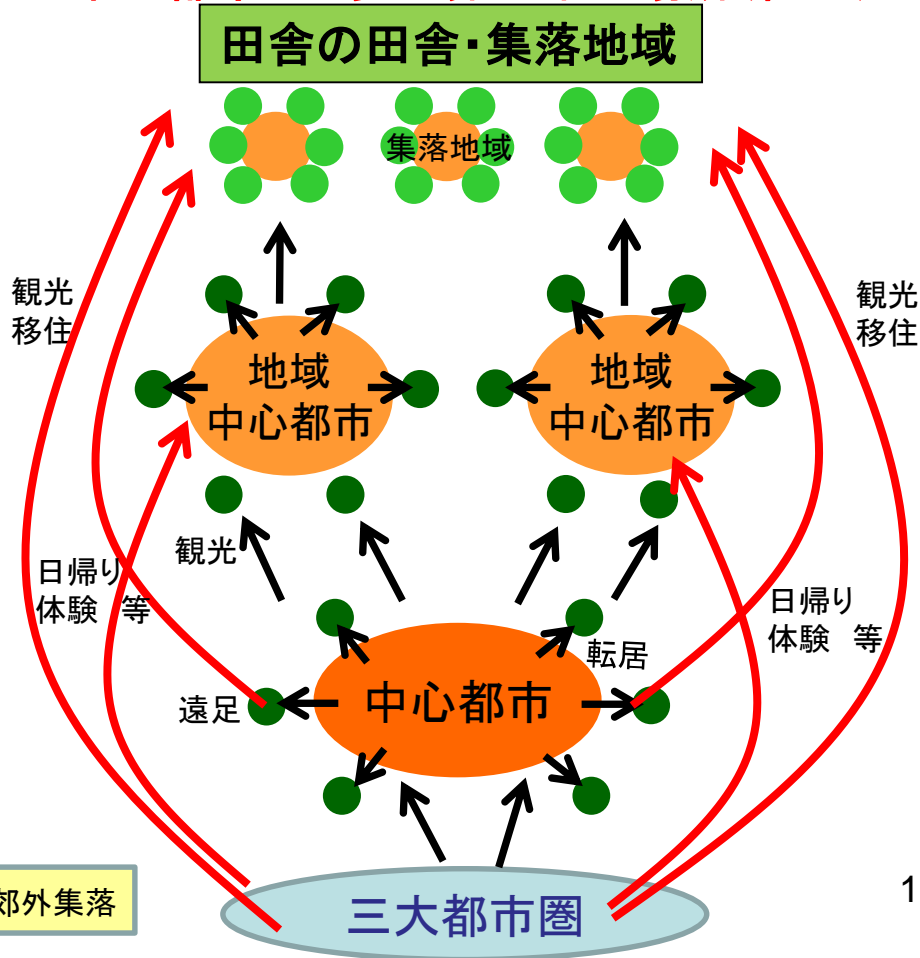 田舎の田舎・集落地域
集落地域
観光
移住
観光
移住
地域
中心都市
地域
中心都市
観光
日帰り
体験 等
日帰り
体験 等
転居
遠足
中心都市
郊外集落
三大都市圏
1